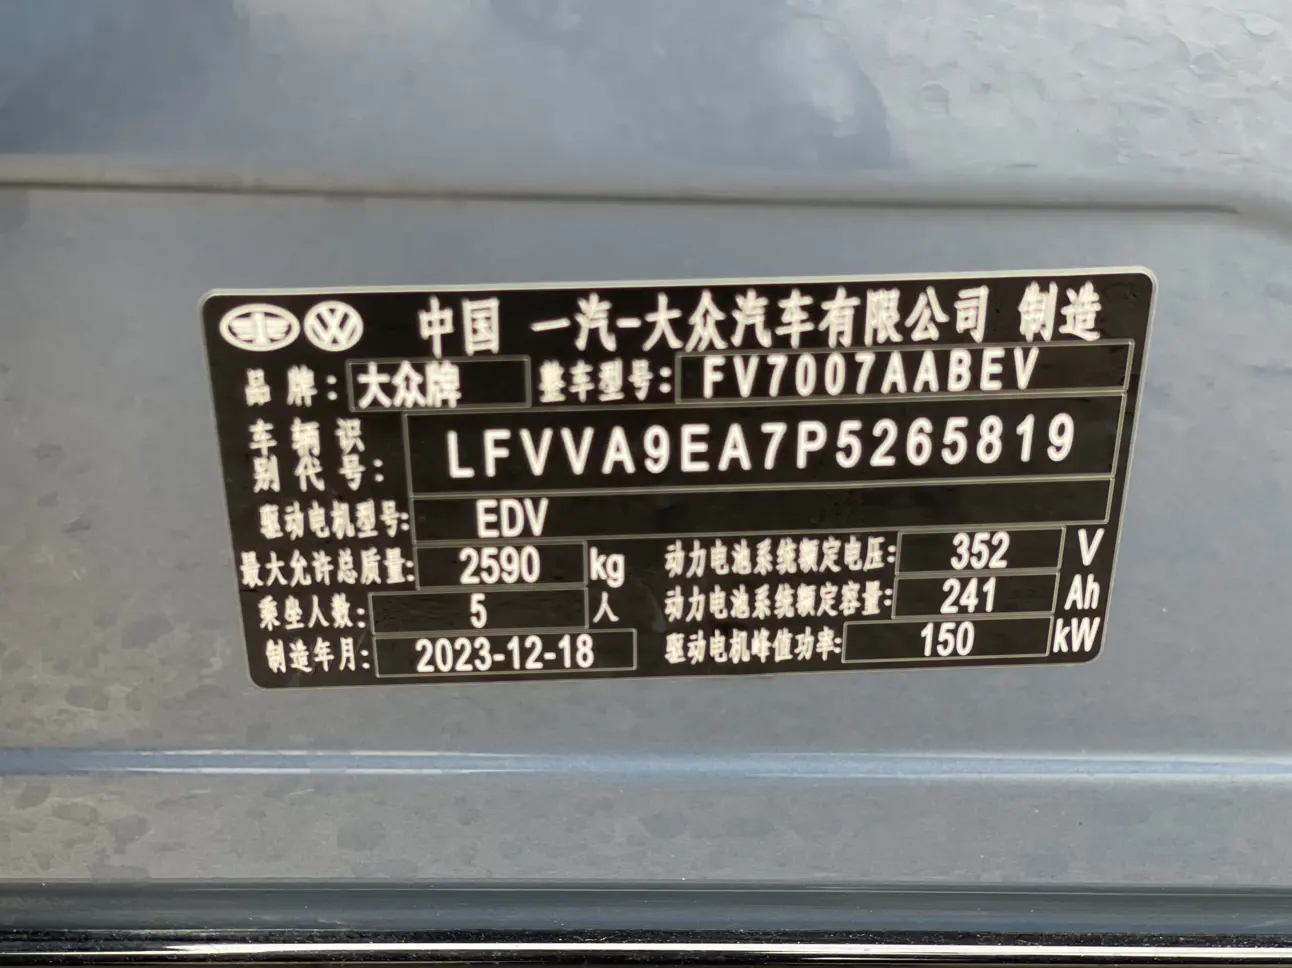 中国 一汽-大众汽车有限公司 制造
品牌: 大众牌 整车型号: FV7007AABEV
车辆识别代号: LFVVA9EA7P5265819
驱动电机型号: EDV
最大允许总质量: 2590 kg 动力电池系统额定电压: 352 V
乘坐人数: 5 人 动力电池系统额定容量: 241 Ah
制造年月: 2023-12-18 驱动电机峰值功率: 150 kW